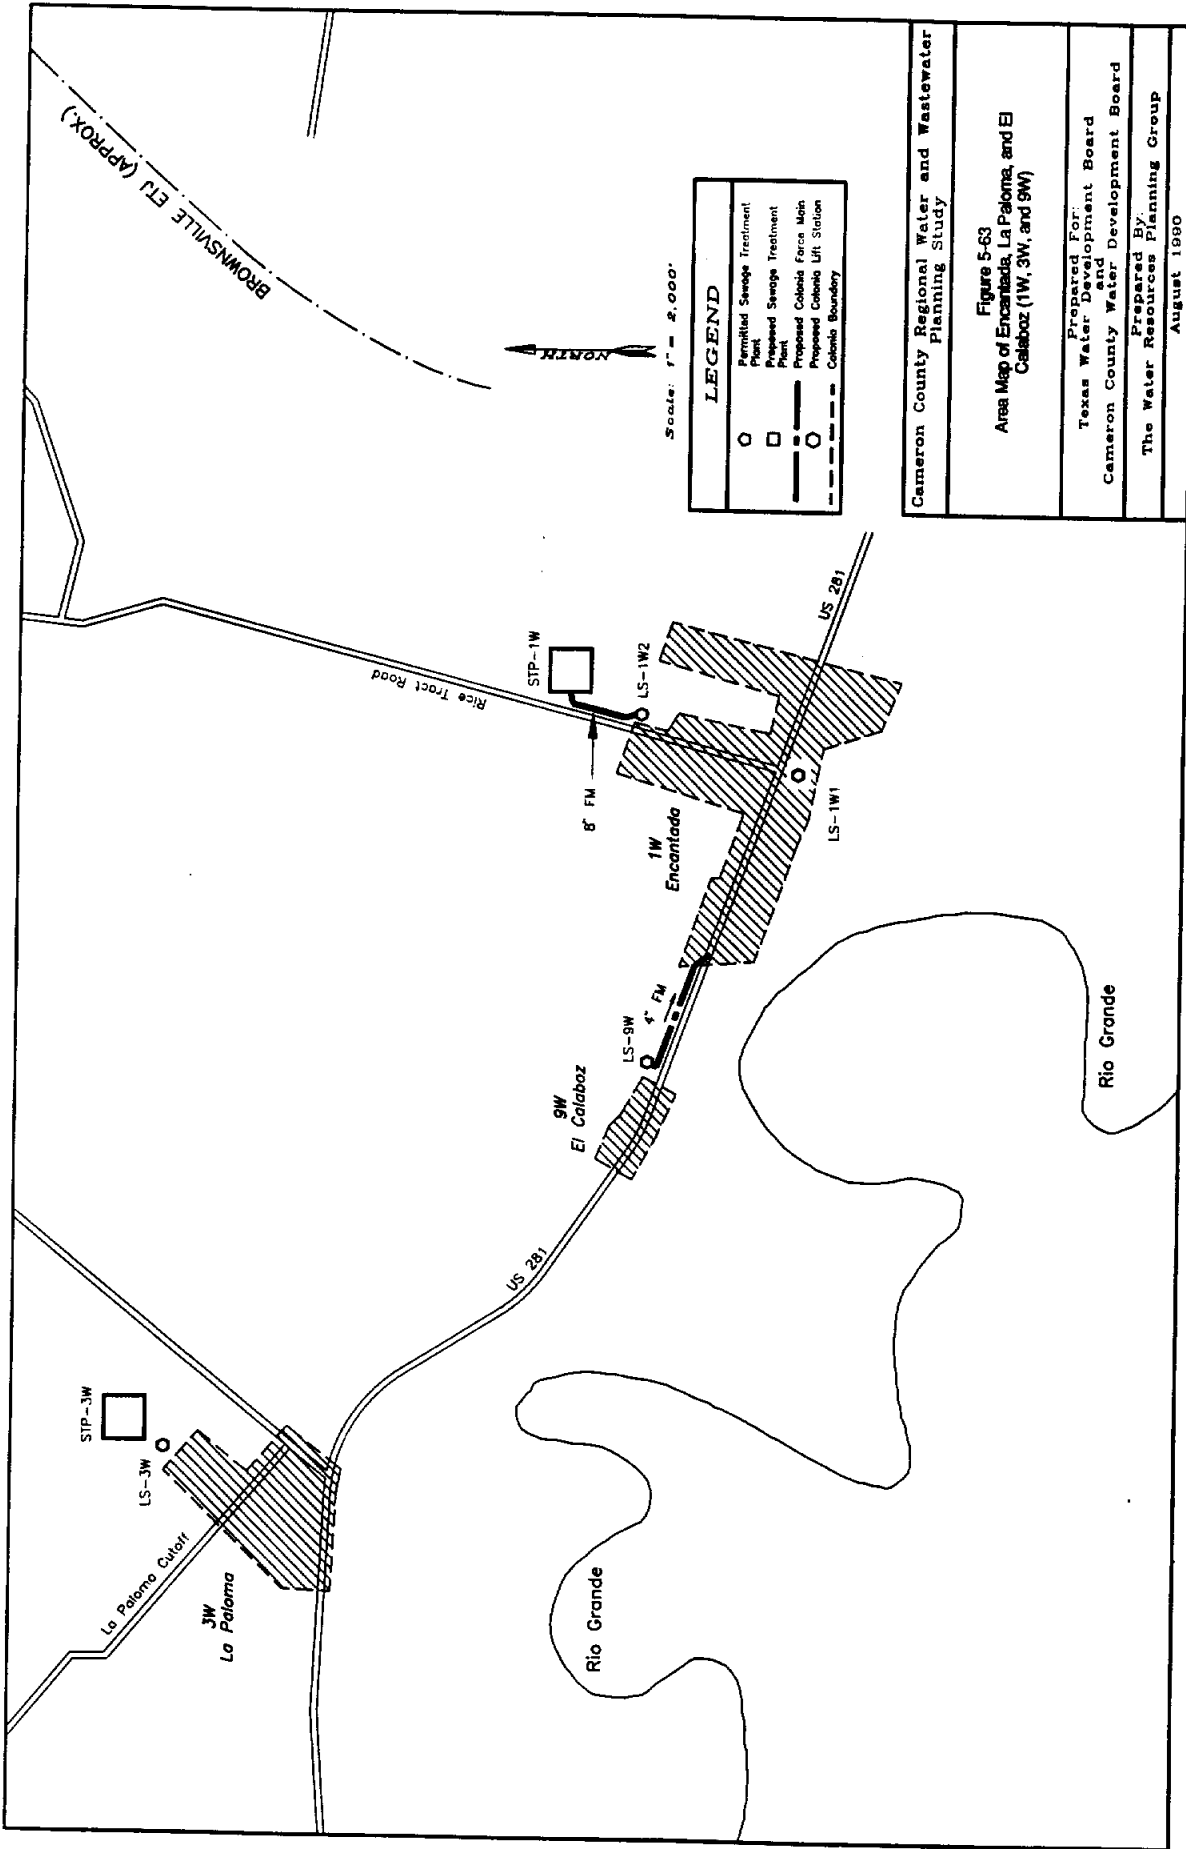 BROWNSVILLE ETJ (APPROX.)
NORTH
Scale: 1" = 2,000'
LEGEND
Permitted Sewage Treatment
Plant
Proposed Sewage Treatment
Plant
Proposed Colonia Force Main
Proposed Colonia Lift Station
Colonia Boundary
Rice Tract Road
STP-1W
LS-1W2
8" FM
1W
Encantada
LS-1W1
US 281
4" FM
LS-9W
9W
El Calaboz
US 281
STP-3W
LS-3W
La Paloma Cutoff
3W
La Paloma
Rio Grande
Rio Grande
Cameron County Regional Water and Wastewater
Planning Study
Figure 5-63
Area Map of Encantada, La Paloma, and El
Calaboz (1W, 3W, and 9W)
Prepared For:
Texas Water Development Board
and
Cameron County Water Development Board
Prepared By:
The Water Resources Planning Group
August 1990